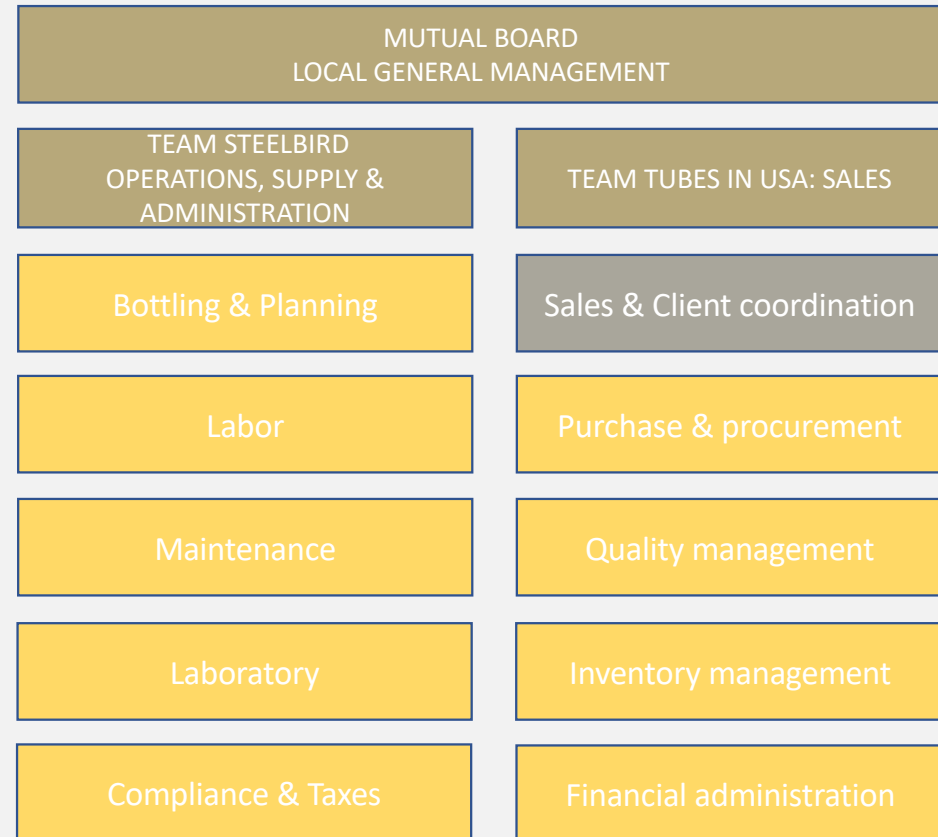 MUTUAL BOARD
LOCAL GENERAL MANAGEMENT
TEAM STEELBIRD
OPERATIONS, SUPPLY &
ADMINISTRATION
TEAM TUBES IN USA: SALES
Bottling & Planning
Sales & Client coordination
Labor
Purchase & procurement
Maintenance
Quality management
Laboratory
Inventory management
Compliance & Taxes
Financial administration